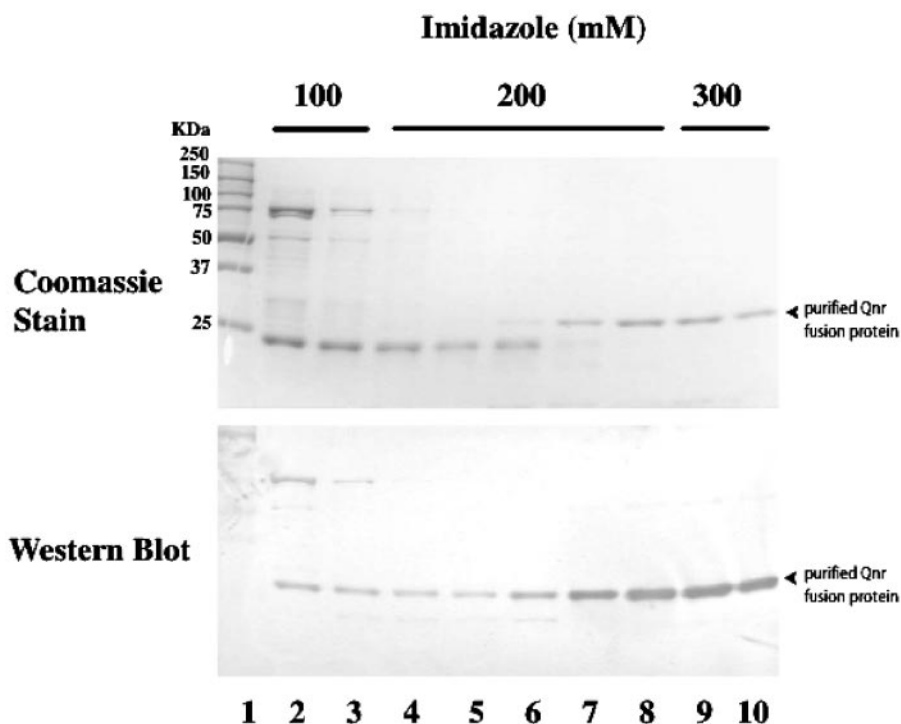 Imidazole (mM)
100 200 300
KDa
250
150
100
75
50
37
25
Coomassie
Stain
purified Qnr
fusion protein
Western Blot
purified Qnr
fusion protein
1 2 3 4 5 6 7 8 9 10